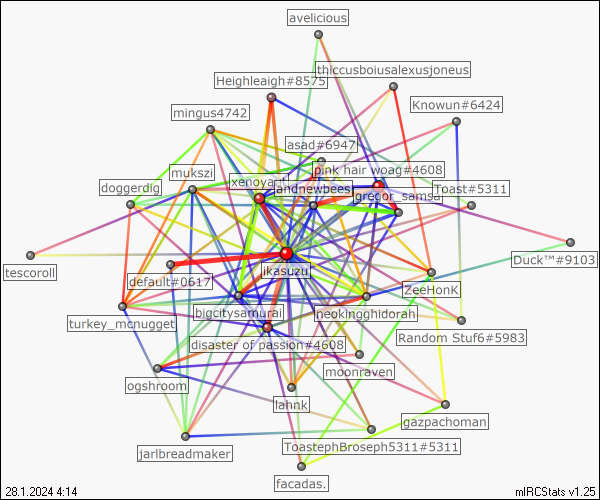 avelicious
thiccusboiusalexusjoneus
Heighleigh#8575
Knowun#6424
mingus4742
asad#6947
pink hair woag#4608
mukszi
xenoyant
andnewbees
doggerdig
gregor_samsa
Toast#5311
Duck™#9103
tescoroll
ikasuzu
default#0617
ZeeHonK
bigcitysamurai
neokingghidorah
turkey_mcnugget
Random Stuf6#5983
disaster of passion#4608
moonraven
ogshroom
lahnk
gazpachoman
ToastephBroseph5311#5311
jarlbreadmaker
facadas.
28.1.2024 4:14
mIRCStats v1.25